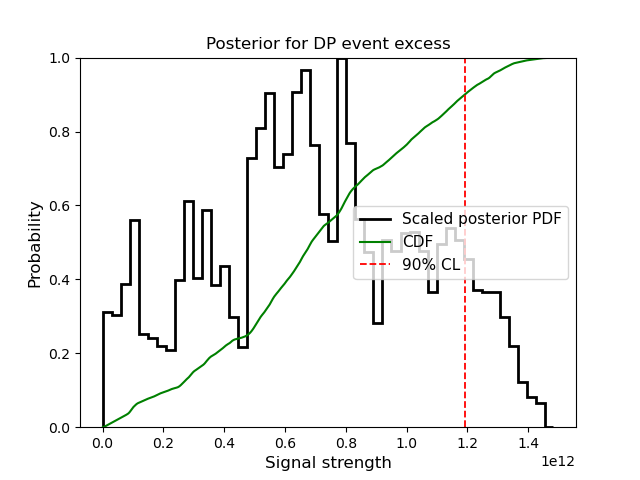 Posterior for DP event excess
1.0
0.8
0.6
0.4
0.2
0.0
Probability
Scaled posterior PDF
CDF
90% CL
0.0 0.2 0.4 0.6 0.8 1.0 1.2 1.4
1e12
Signal strength